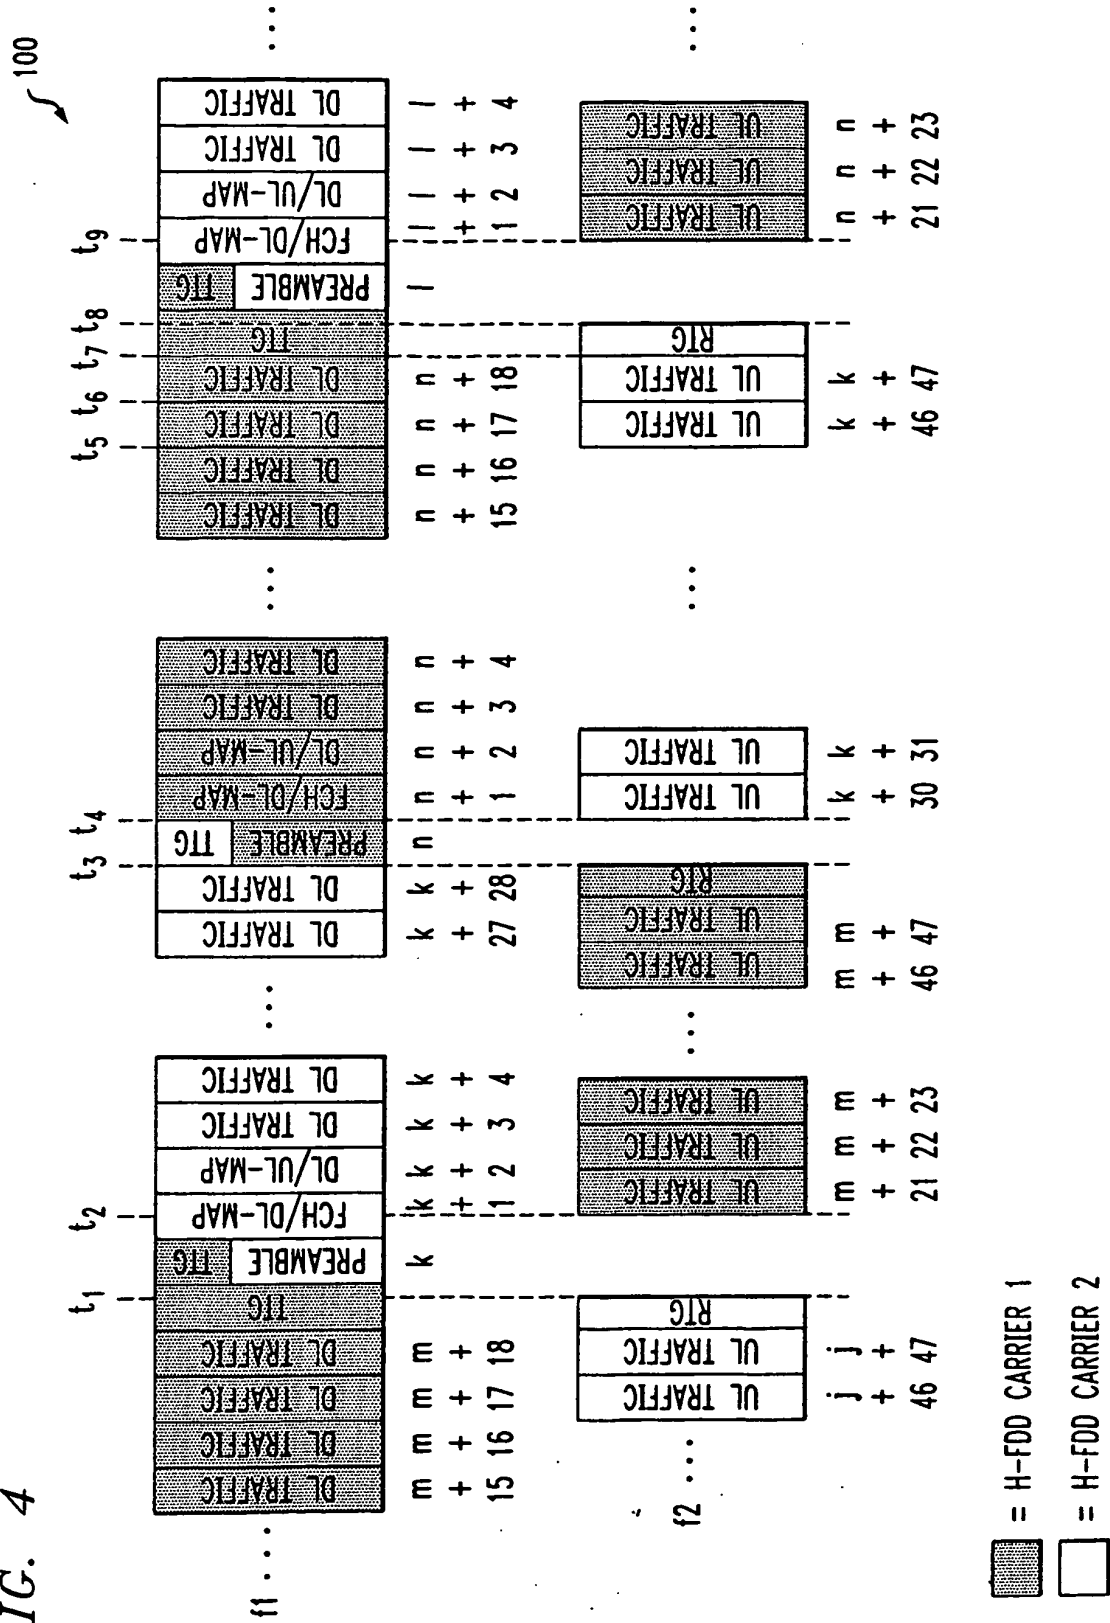 IG. 4
100
t1 t2 t3 t4 t5 t6 t7 t8 t9
f1 ...
DL TRAFFIC
DL TRAFFIC
DL TRAFFIC
DL TRAFFIC
TTG
TTG
PREAMBLE
FCH/DL-MAP
DL/UL-MAP
DL TRAFFIC
DL TRAFFIC
...
DL TRAFFIC
DL TRAFFIC
TTG
PREAMBLE
FCH/DL-MAP
DL/UL-MAP
DL TRAFFIC
DL TRAFFIC
...
DL TRAFFIC
DL TRAFFIC
DL TRAFFIC
DL TRAFFIC
TTG
TTG
PREAMBLE
FCH/DL-MAP
DL/UL-MAP
DL TRAFFIC
DL TRAFFIC
...
m+15 m+16 m+17 m+18 k k+1 k+2 k+3 k+4 k+27 k+28 n n+1 n+2 n+3 n+4 n+15 n+16 n+17 n+18 l l+1 l+2 l+3 l+4
f2 ...
UL TRAFFIC
UL TRAFFIC
RTG
UL TRAFFIC
UL TRAFFIC
UL TRAFFIC
...
UL TRAFFIC
UL TRAFFIC
RTG
UL TRAFFIC
UL TRAFFIC
...
UL TRAFFIC
UL TRAFFIC
RTG
UL TRAFFIC
UL TRAFFIC
UL TRAFFIC
...
j+46 j+47 m+21 m+22 m+23 m+46 m+47 k+30 k+31 k+46 k+47 n+21 n+22 n+23
= H-FDD CARRIER 1
= H-FDD CARRIER 2